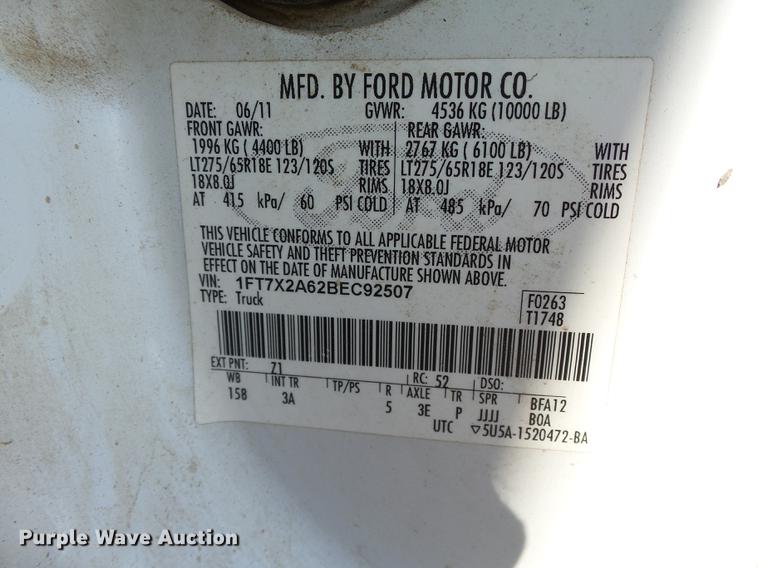 MFD. BY FORD MOTOR CO.
DATE: 06/11 GVWR: 4536 KG (10000 LB)
FRONT GAWR: REAR GAWR:
1996 KG ( 4400 LB) WITH 2767 KG ( 6100 LB) WITH
LT275/65R18E 123/120S TIRES LT275/65R18E 123/120S TIRES
18X8.0J RIMS 18X8.0J RIMS
AT 415 kPa/ 60 PSI COLD AT 485 kPa/ 70 PSI COLD
THIS VEHICLE CONFORMS TO ALL APPLICABLE FEDERAL MOTOR
VEHICLE SAFETY AND THEFT PREVENTION STANDARDS IN
EFFECT ON THE DATE OF MANUFACTURE SHOWN ABOVE.
VIN: 1FT7X2A62BEC92507 F0263
TYPE: Truck T1748
EXT PNT: Z1 RC: 52 DSO:
WB INT TR TP/PS R AXLE TR SPR BFA12
158 3A 5 3E P JJJJ BOA
UTC ▽5U5A-1520472-BA
Purple Wave Auction